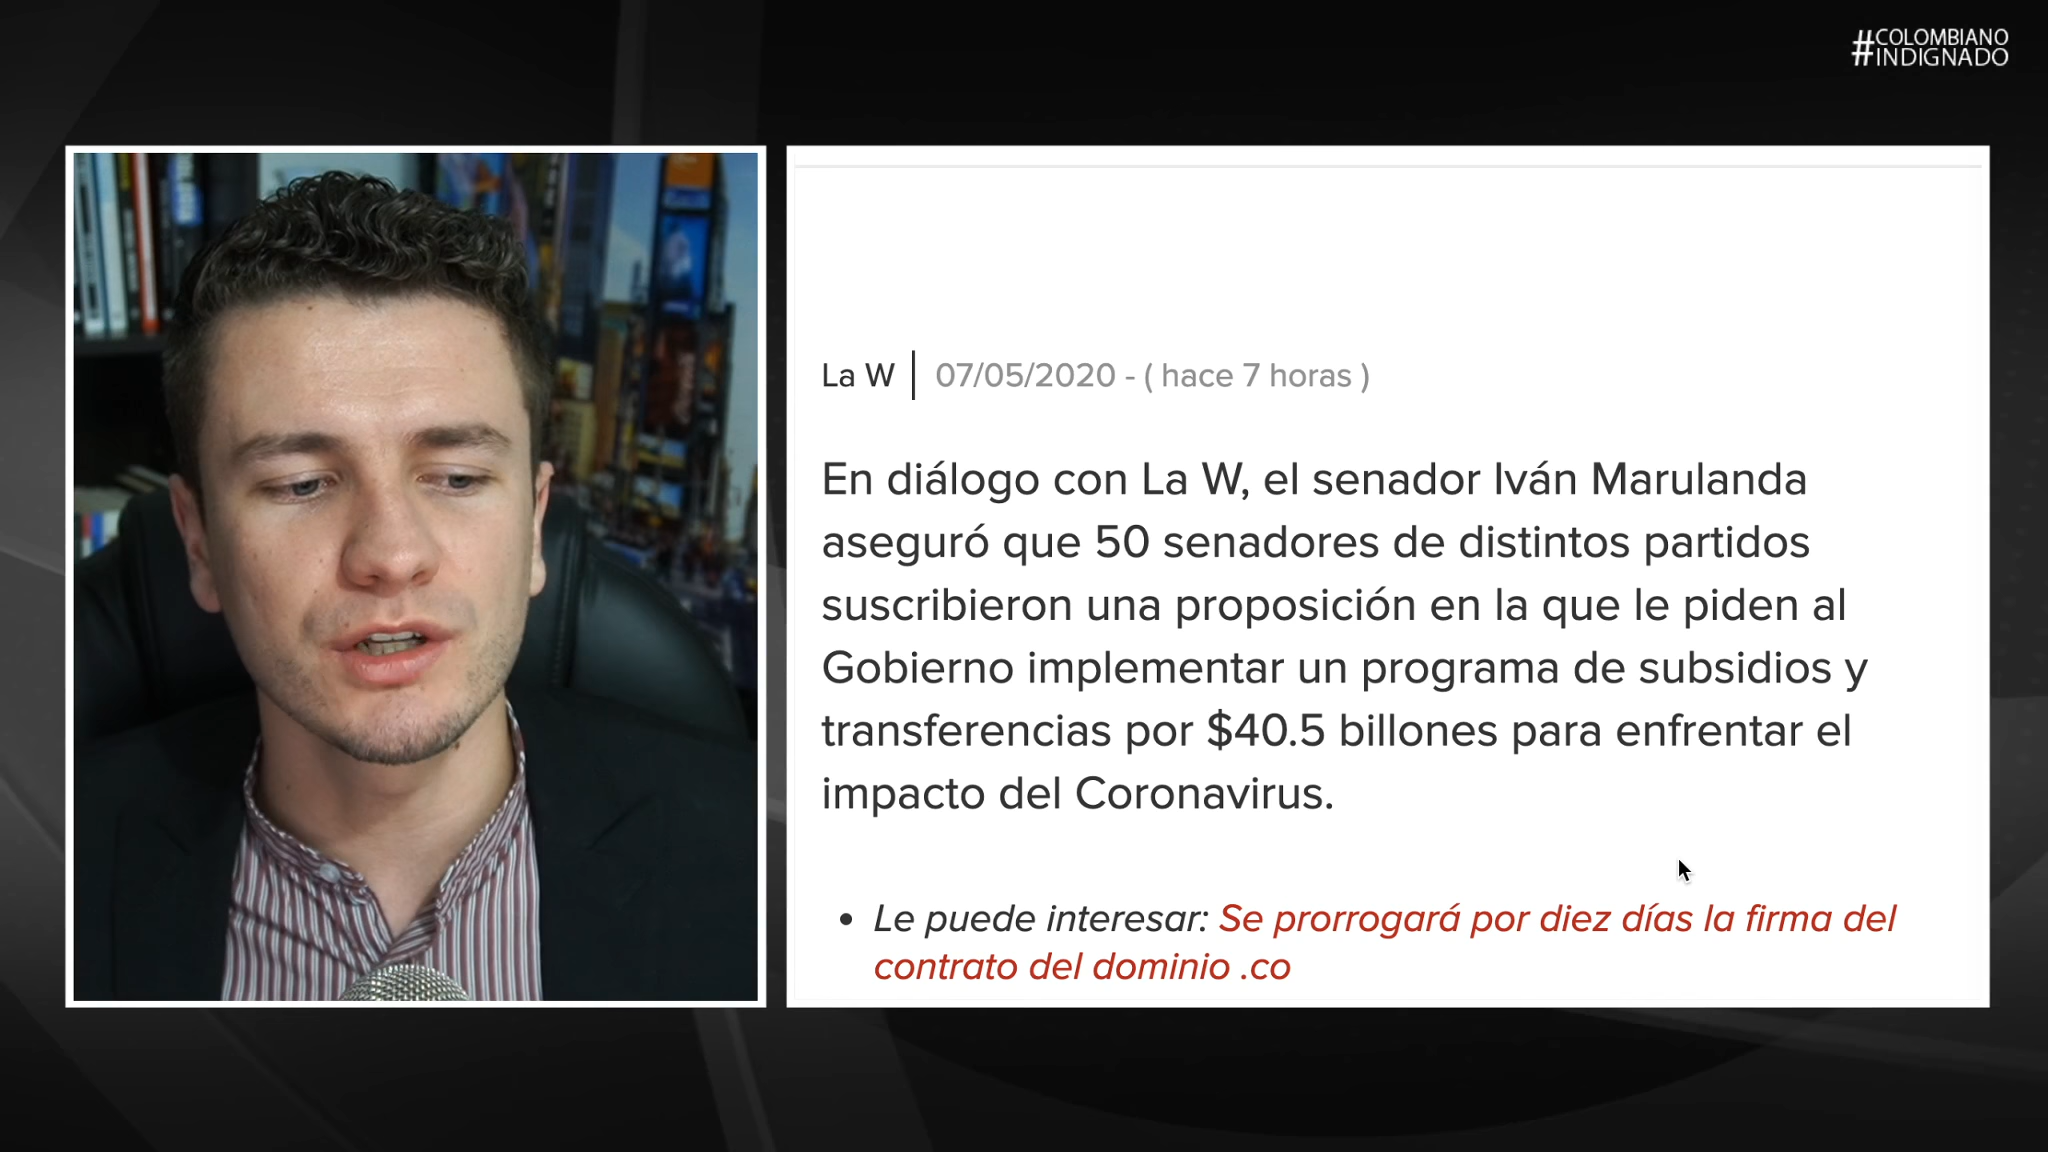 #COLOMBIANO
INDIGNADO
La W | 07/05/2020 - ( hace 7 horas )
En diálogo con La W, el senador Iván Marulanda
aseguró que 50 senadores de distintos partidos
suscribieron una proposición en la que le piden al
Gobierno implementar un programa de subsidios y
transferencias por $40.5 billones para enfrentar el
impacto del Coronavirus.
• Le puede interesar: Se prorrogará por diez días la firma del
contrato del dominio .co